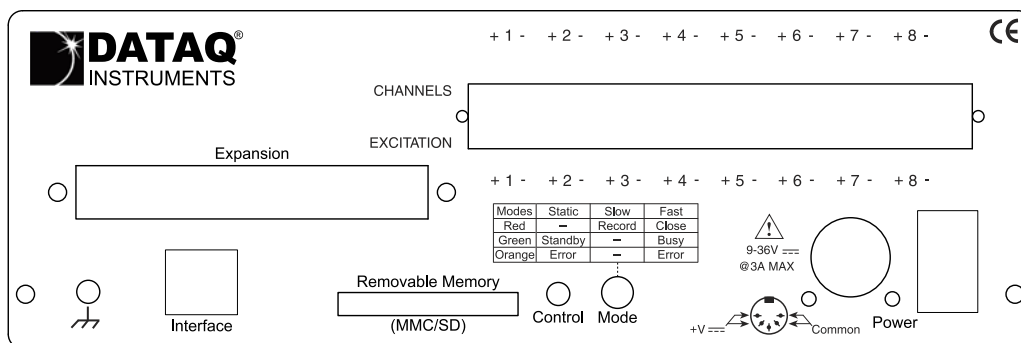 DATAQ®
INSTRUMENTS
+ 1 - + 2 - + 3 - + 4 - + 5 - + 6 - + 7 - + 8 -
CE
CHANNELS
EXCITATION
Expansion
+ 1 - + 2 - + 3 - + 4 - + 5 - + 6 - + 7 - + 8 -
Modes Static Slow Fast
Red – Record Close
Green Standby – Busy
Orange Error – Error
9-36V
@3A MAX
Interface
Removable Memory
(MMC/SD)
Control
Mode
+V
Common
Power